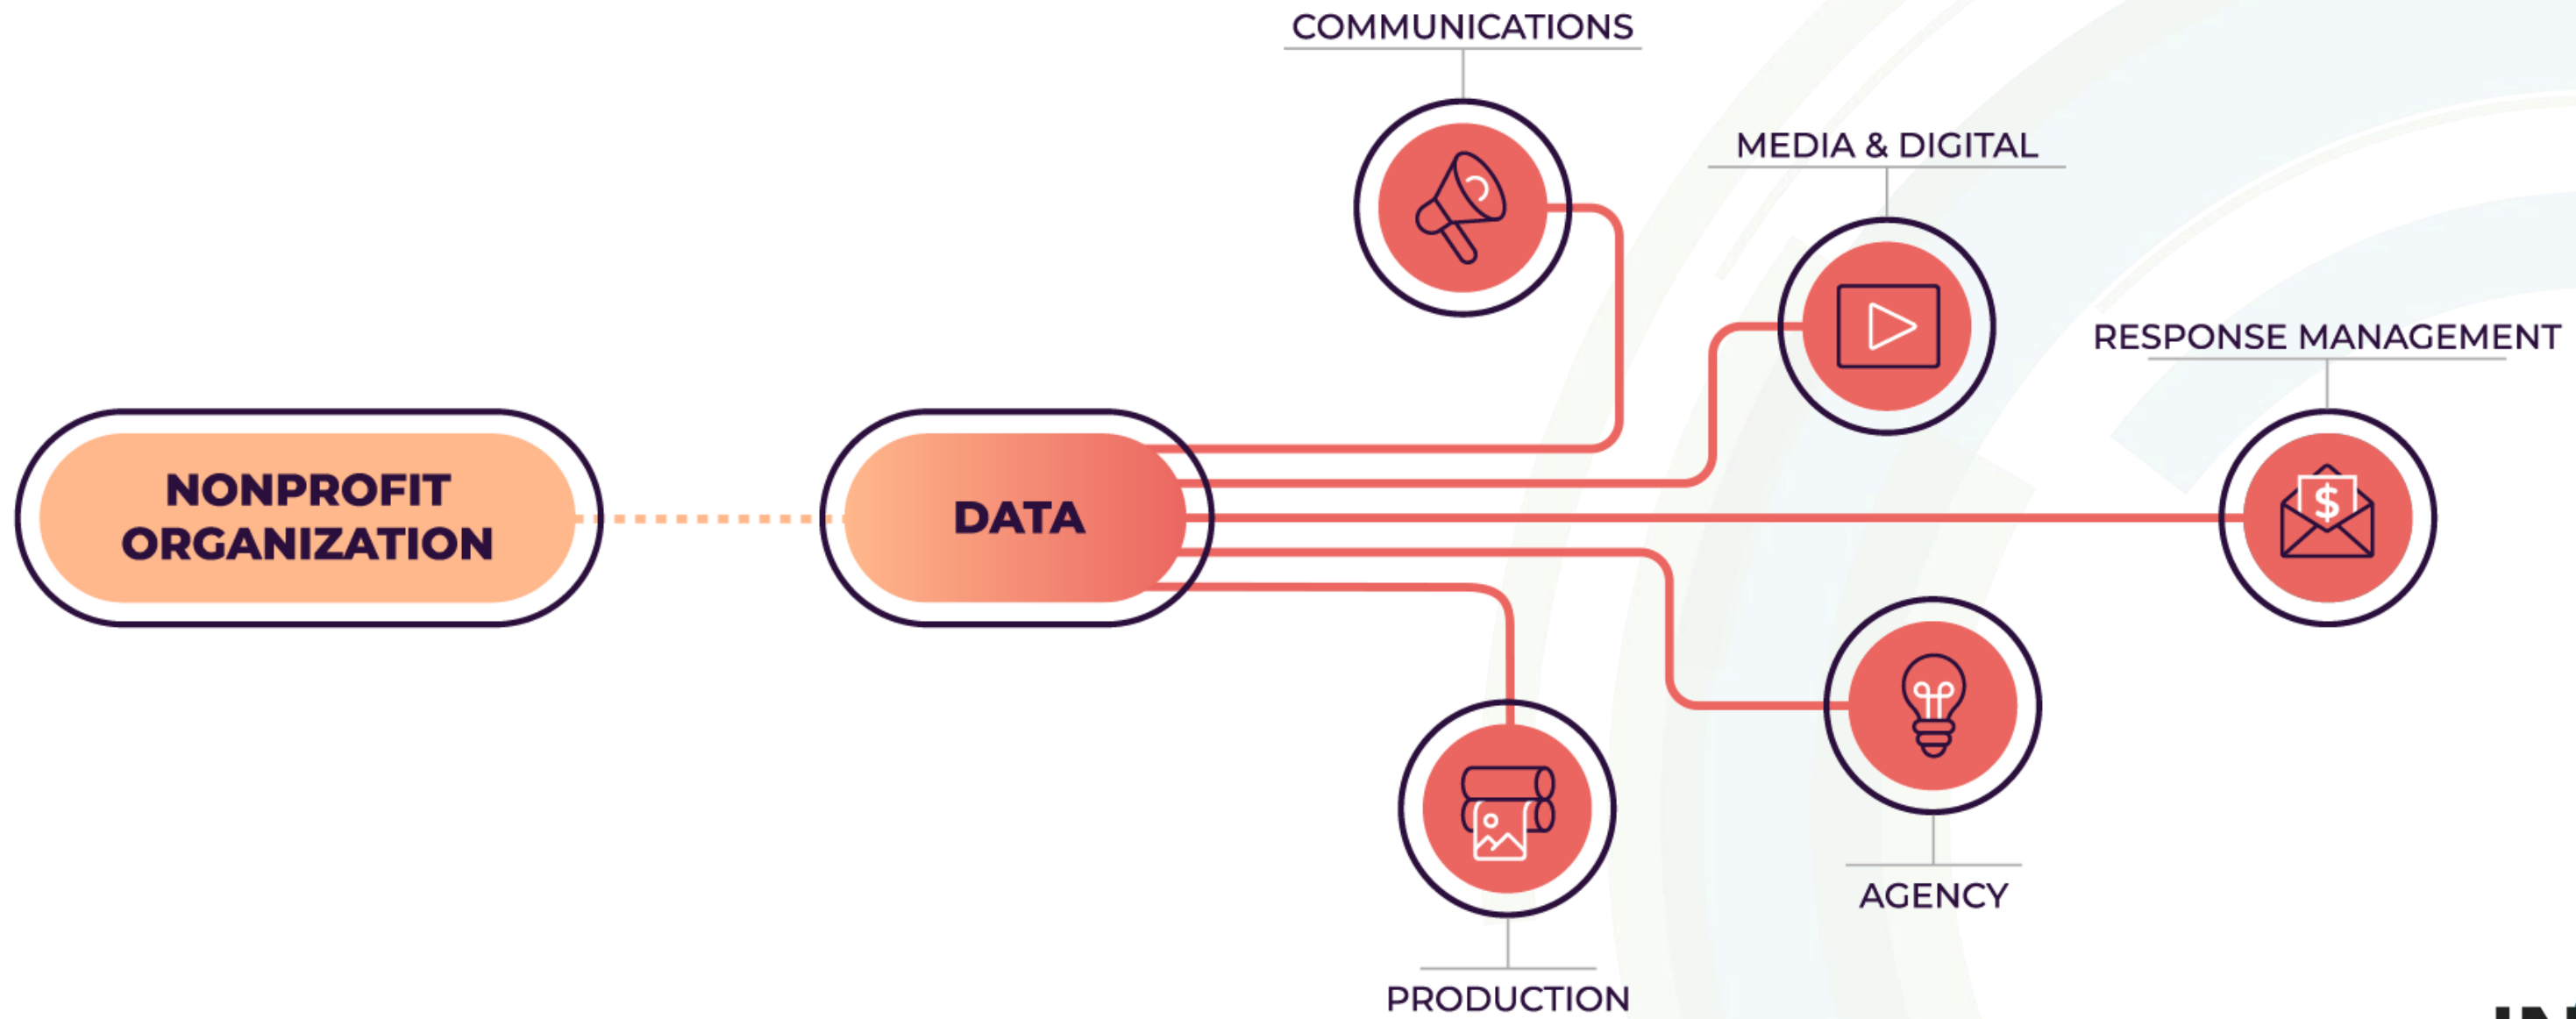 COMMUNICATIONS
MEDIA & DIGITAL
RESPONSE MANAGEMENT
NONPROFIT
ORGANIZATION
DATA
$
AGENCY
PRODUCTION